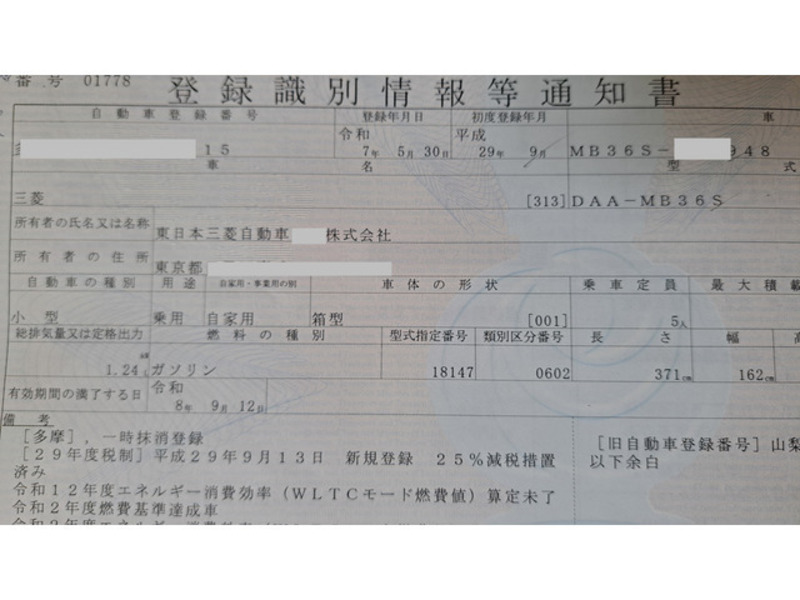 番号 01778
登録識別情報等通知書
自動車登録番号 登録年月日 初度登録年月 車
令和 平成
１５ 7年 5月 30日 29年 9月 ＭＢ３６Ｓ− ９４８
車名 型式
三菱 [313] ＤＡＡ−ＭＢ３６Ｓ
所有者の氏名又は名称 東日本三菱自動車 株式会社
所有者の住所 東京都
自動車の種別 用途 自家用・事業用の別 車体の形状 乗車定員 最大積載
小型 乗用 自家用 箱型 [001] 5人
総排気量又は定格出力 燃料の種別 型式指定番号 類別区分番号 長さ 幅
kW
1.24L ガソリン 18147 0602 371cm 162cm
有効期間の満了する日 令和
8年 9月 12日
備考
［多摩］，一時抹消登録 ［旧自動車登録番号］山梨
［２９年度税制］平成２９年９月１３日 新規登録 ２５％減税措置 以下余白
済み
令和１２年度エネルギー消費効率（ＷＬＴＣモード燃費値）算定未了
令和２年度燃費基準達成車